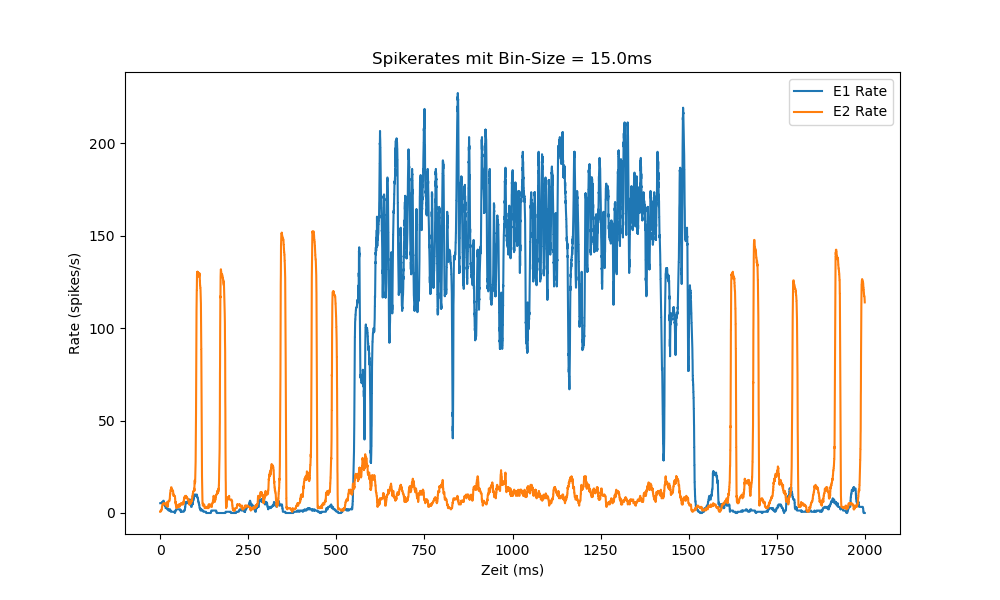 Spikerates mit Bin-Size = 15.0ms
E1 Rate
E2 Rate
Rate (spikes/s)
200
150
100
50
0
0 250 500 750 1000 1250 1500 1750 2000
Zeit (ms)